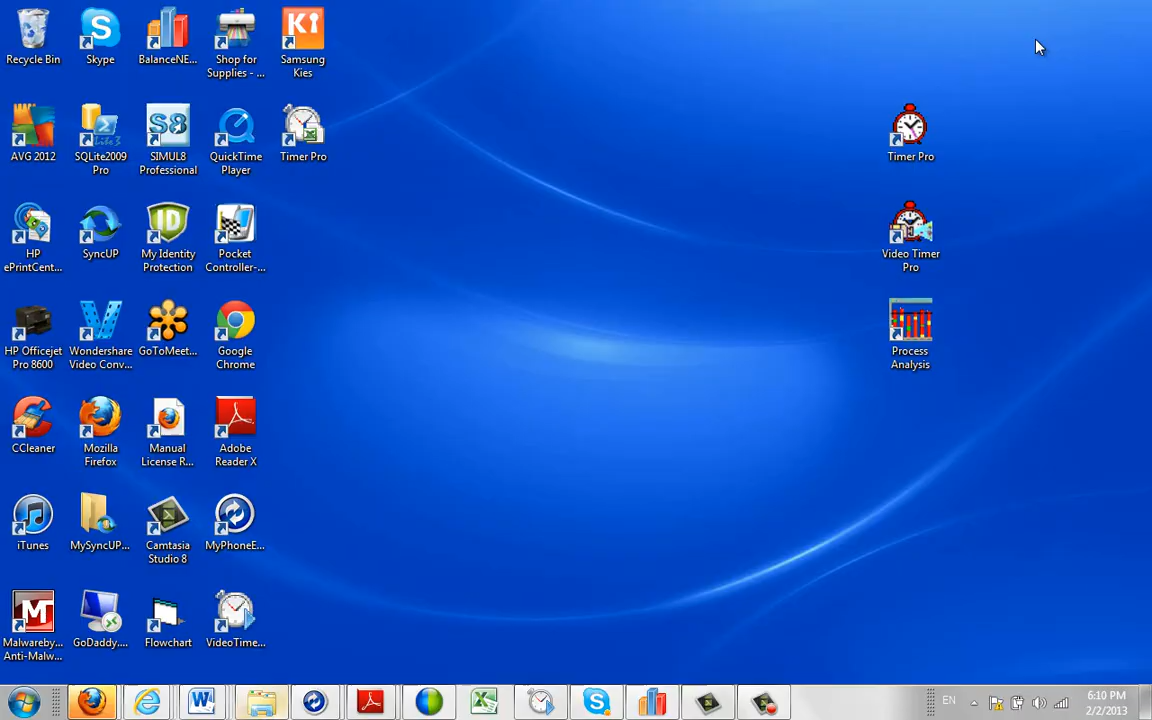 Recycle Bin
Skype
BalanceNE...
Shop for
Supplies - ...
Samsung
Kies
AVG 2012
SQLite2009
Pro
SIMUL8
Professional
QuickTime
Player
Timer Pro
Timer Pro
HP
ePrintCent...
SyncUP
My Identity
Protection
Pocket
Controller-...
Video Timer
Pro
HP Officejet
Pro 8600
Wondershare
Video Conv...
GoToMeet...
Google
Chrome
Process
Analysis
CCleaner
Mozilla
Firefox
Manual
License R...
Adobe
Reader X
iTunes
MySyncUP...
Camtasia
Studio 8
MyPhoneE...
Malwareby...
Anti-Malw...
GoDaddy....
Flowchart
VideoTime...
EN
6:10 PM
2/2/2013